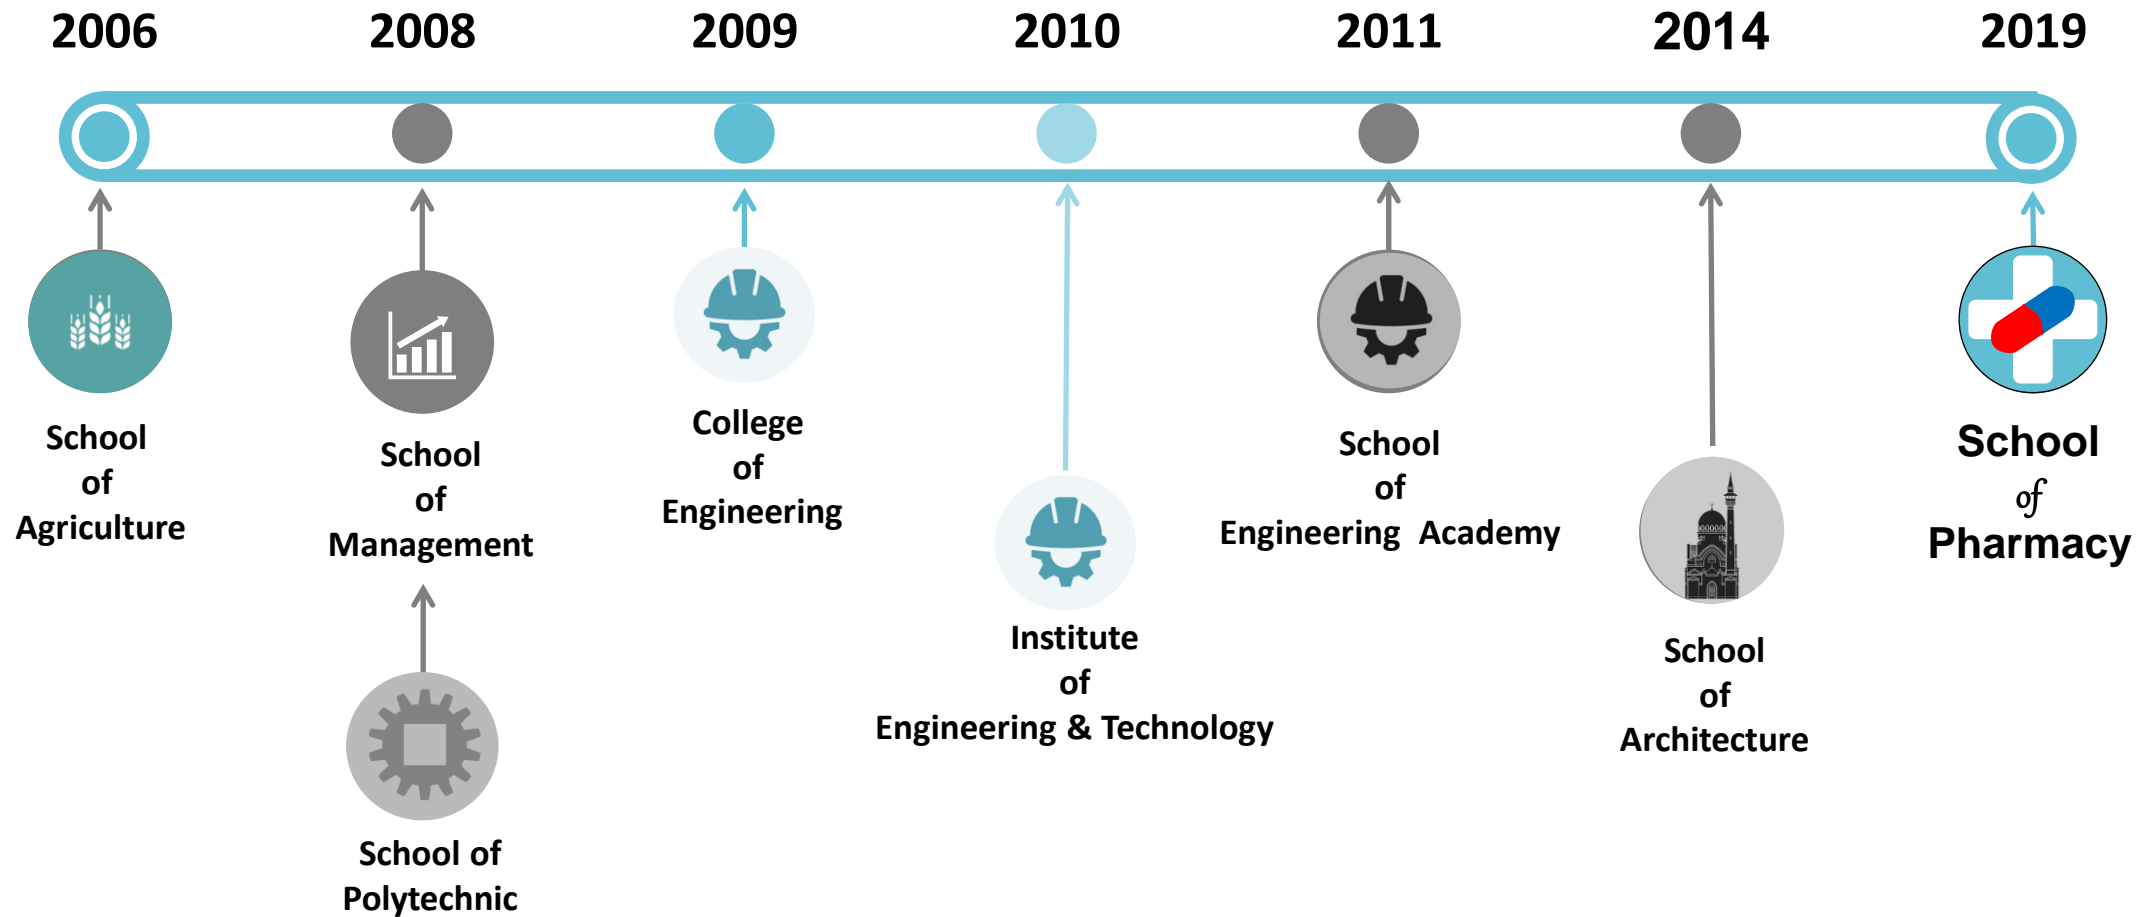 2006
2008
2009
2010
2011
2014
2019
School
of
Agriculture
School
of
Management
School of
Polytechnic
College
of
Engineering
Institute
of
Engineering & Technology
School
of
Engineering Academy
School
of
Architecture
School
of
Pharmacy